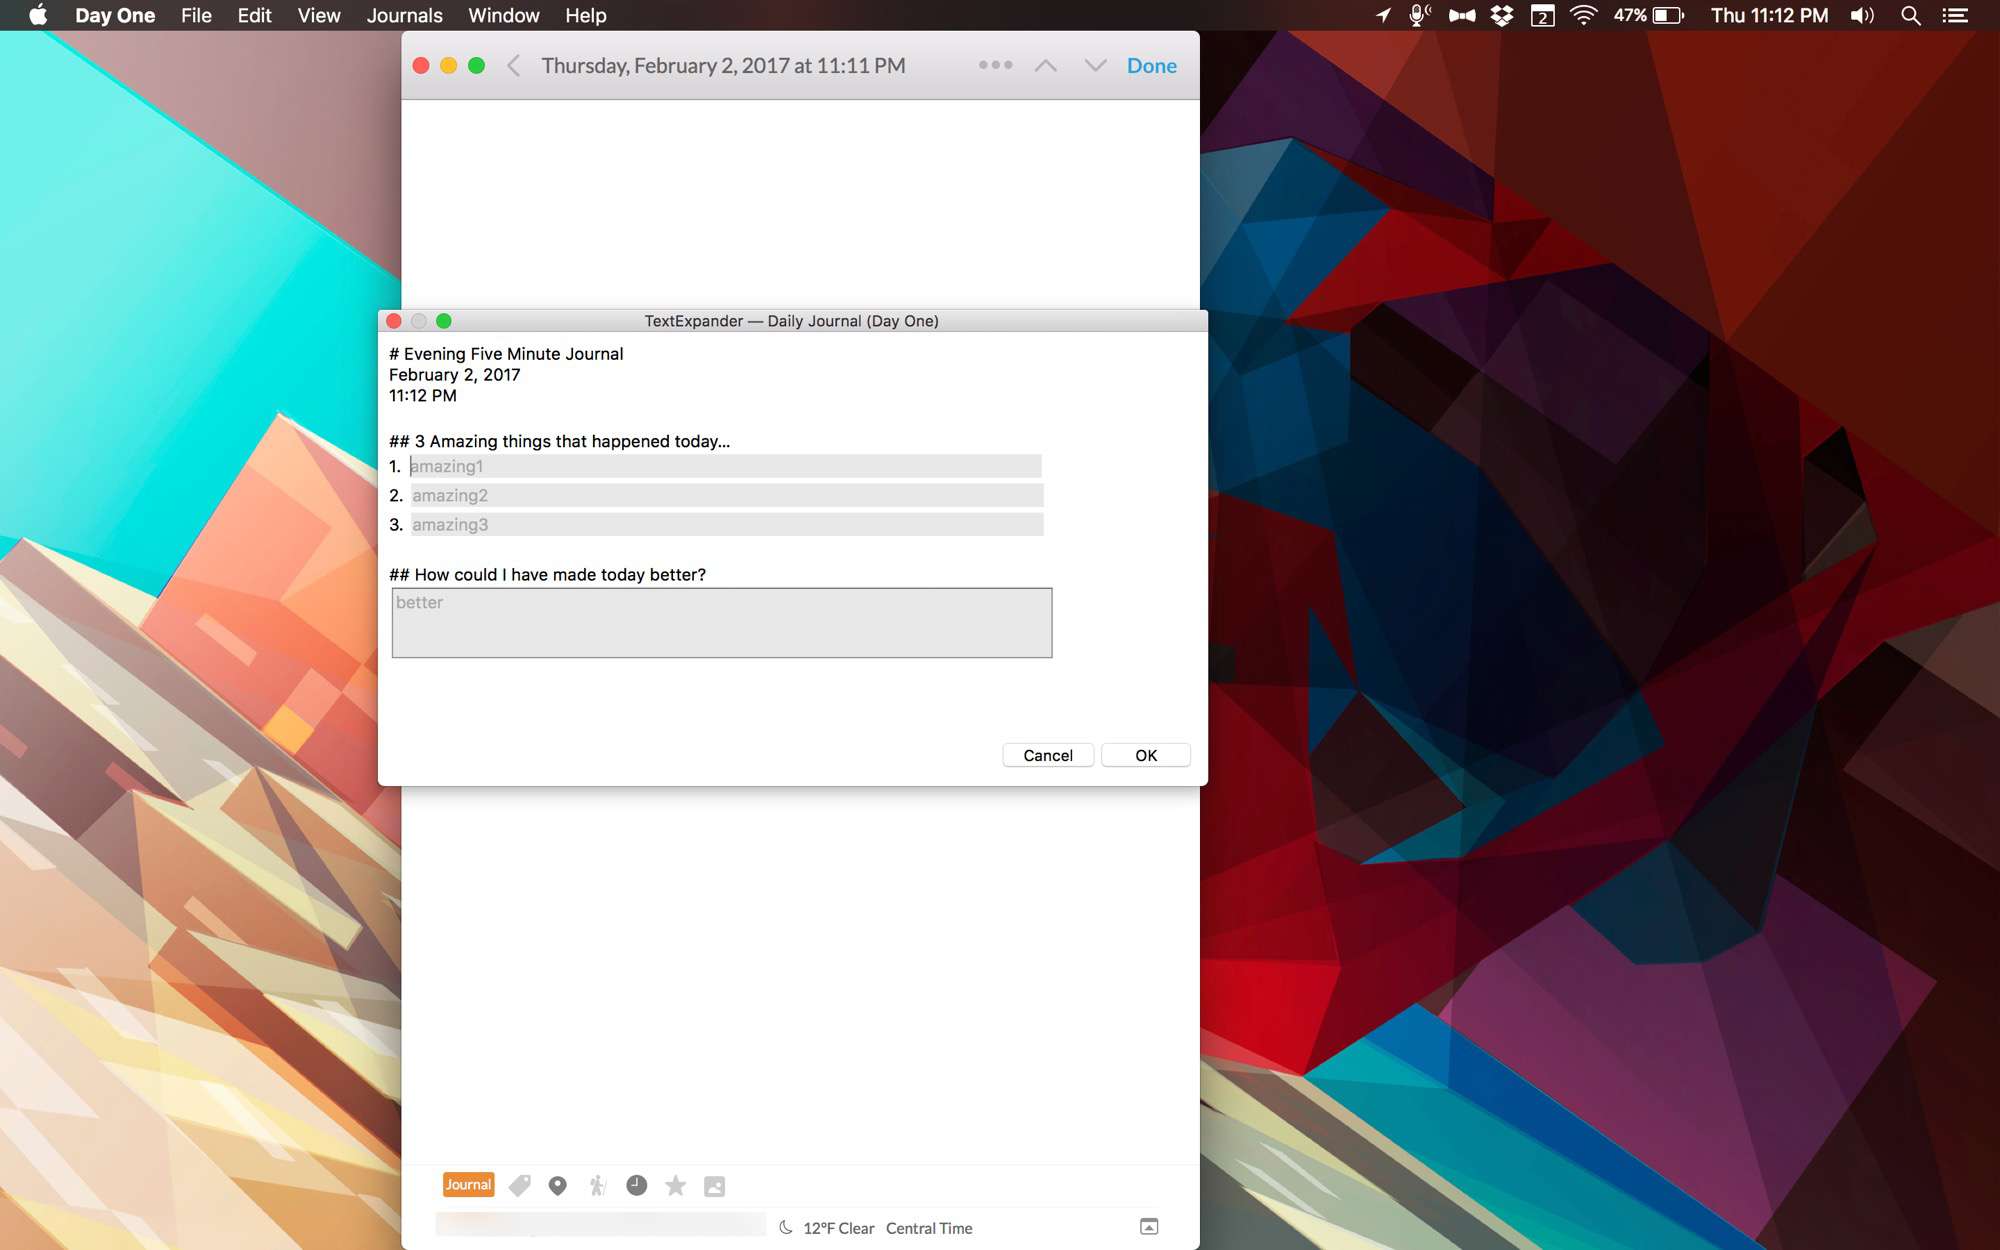 Day One File Edit View Journals Window Help 2 47% Thu 11:12 PM
Thursday, February 2, 2017 at 11:11 PM Done
TextExpander — Daily Journal (Day One)
# Evening Five Minute Journal
February 2, 2017
11:12 PM
## 3 Amazing things that happened today...
1. amazing1
2. amazing2
3. amazing3
## How could I have made today better?
better
Cancel OK
Journal
12°F Clear Central Time